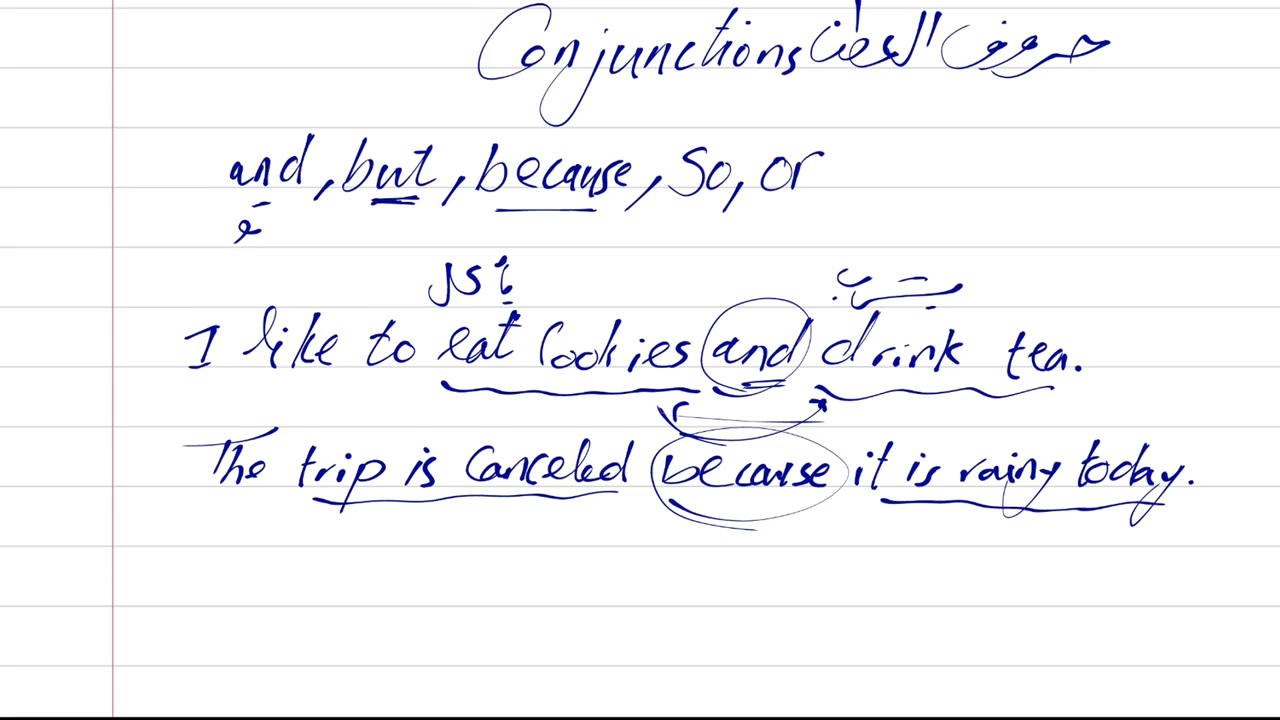 Conjunctions حروف العطف
and, but, because, so, or
و
يأكل يشرب
I like to eat Cookies and drink tea.
The trip is canceled because it is rainy today.